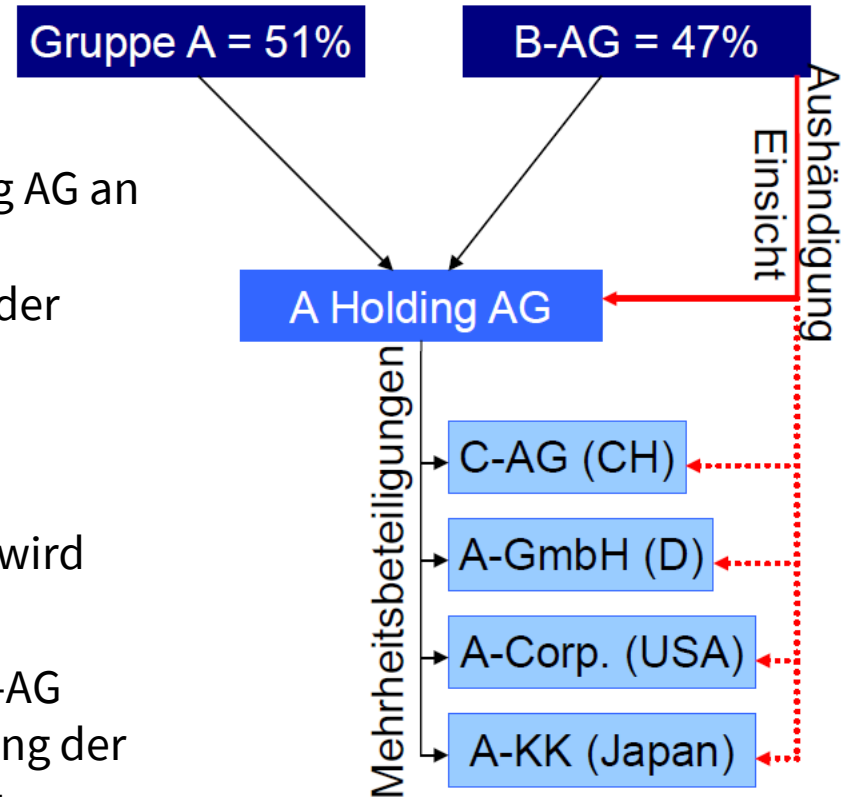 Gruppe A = 51%
B-AG = 47%
Aushändigung
Einsicht
g AG an
der
A Holding AG
Mehrheitsbeteiligungen
C-AG (CH)
wird
A-GmbH (D)
A-Corp. (USA)
-AG
ng der
A-KK (Japan)